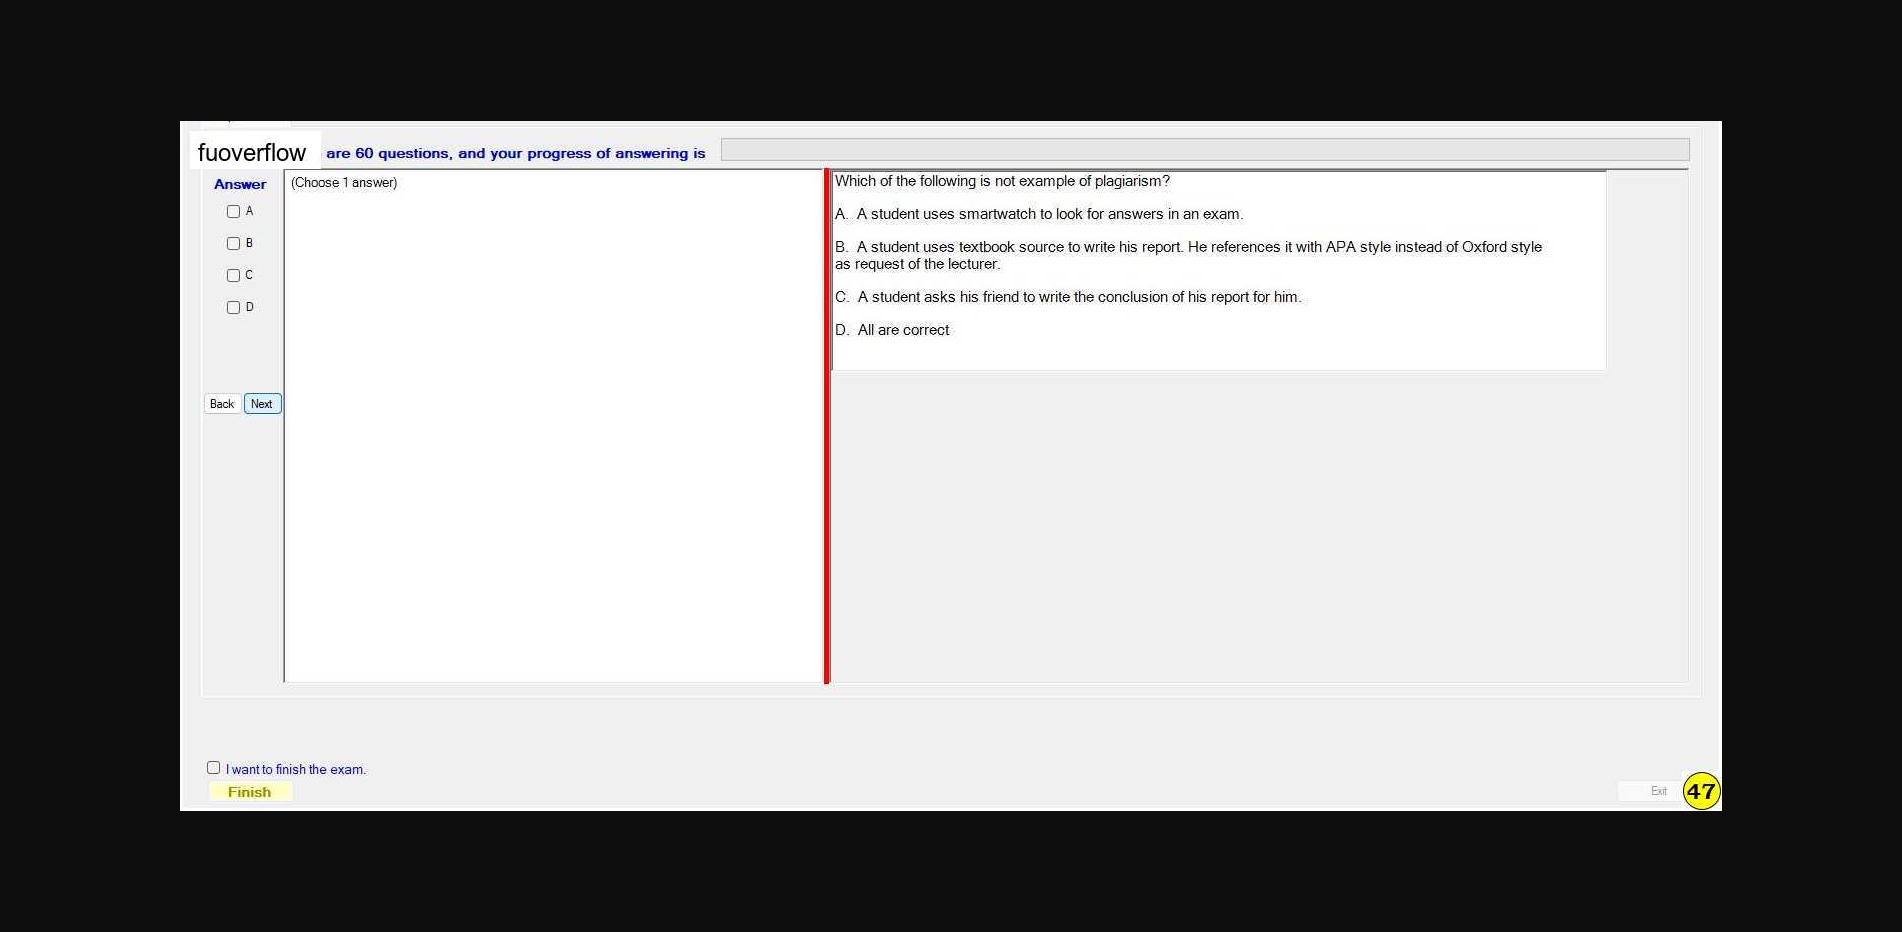 fuoverflow are 60 questions, and your progress of answering is
Answer
(Choose 1 answer)
A
B
C
D
Back Next
Which of the following is not example of plagiarism?
A. A student uses smartwatch to look for answers in an exam.
B. A student uses textbook source to write his report. He references it with APA style instead of Oxford style
as request of the lecturer.
C. A student asks his friend to write the conclusion of his report for him.
D. All are correct
I want to finish the exam.
Finish
Exit
47